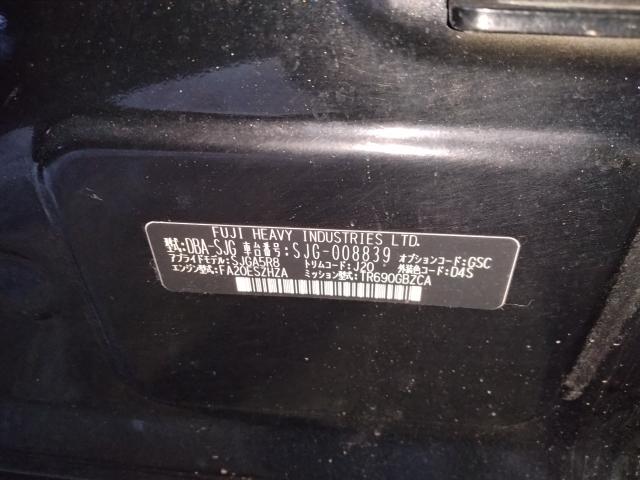 FUJI HEAVY INDUSTRIES LTD.
型式:DBA-SJG 車台番号:SJG-008839 オプションコード:GSC
アプライドモデル:SJGA5R8 トリムコード:J20 外装色コード:D4S
エンジン型式:FA20ESZHZA ミッション型式:TR690GBZCA